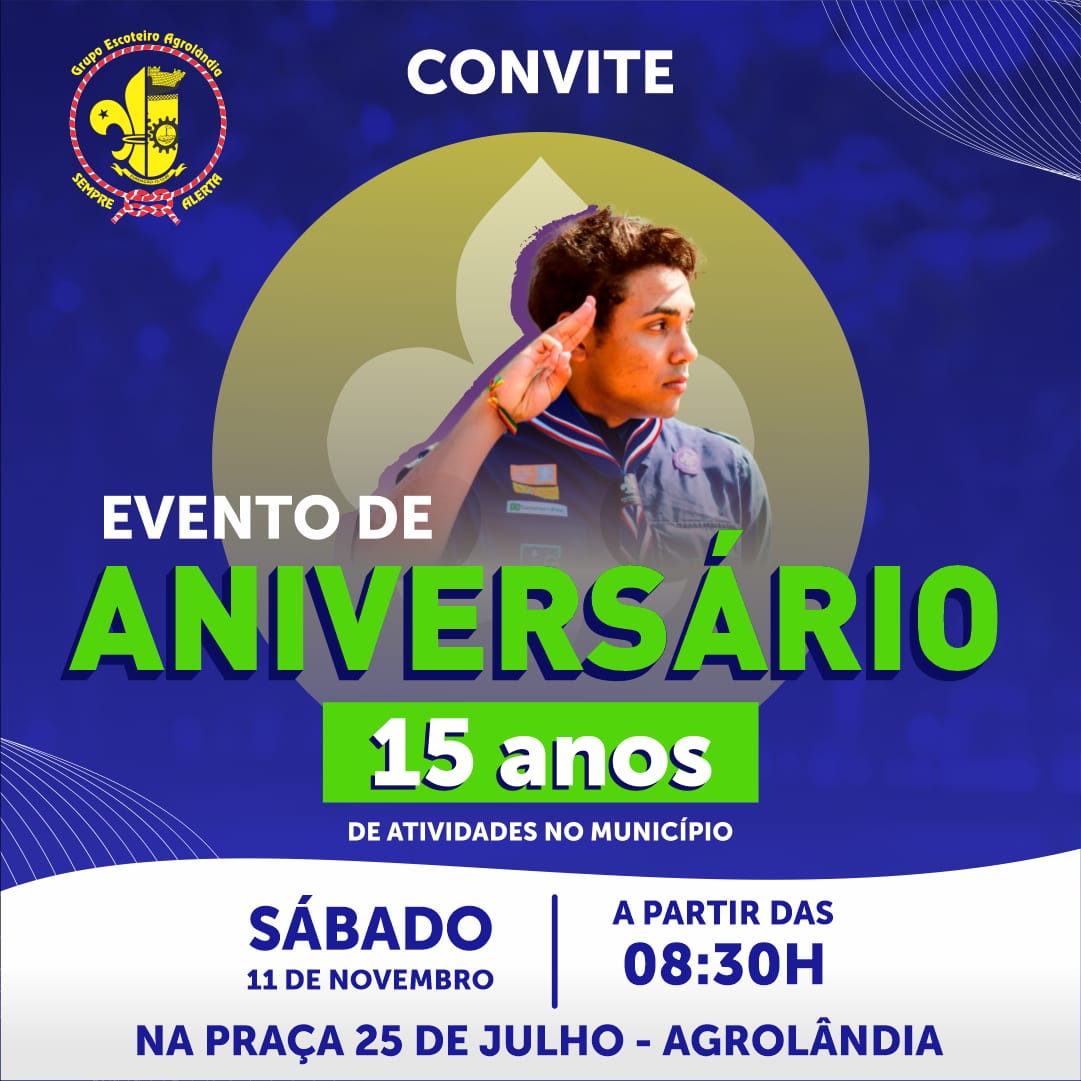 Grupo Escoteiro Agrolândia
SEMPRE ALERTA
CONVITE
EVENTO DE
ANIVERSÁRIO
15 anos
DE ATIVIDADES NO MUNICÍPIO
SÁBADO
11 DE NOVEMBRO
A PARTIR DAS
08:30H
NA PRAÇA 25 DE JULHO - AGROLÂNDIA